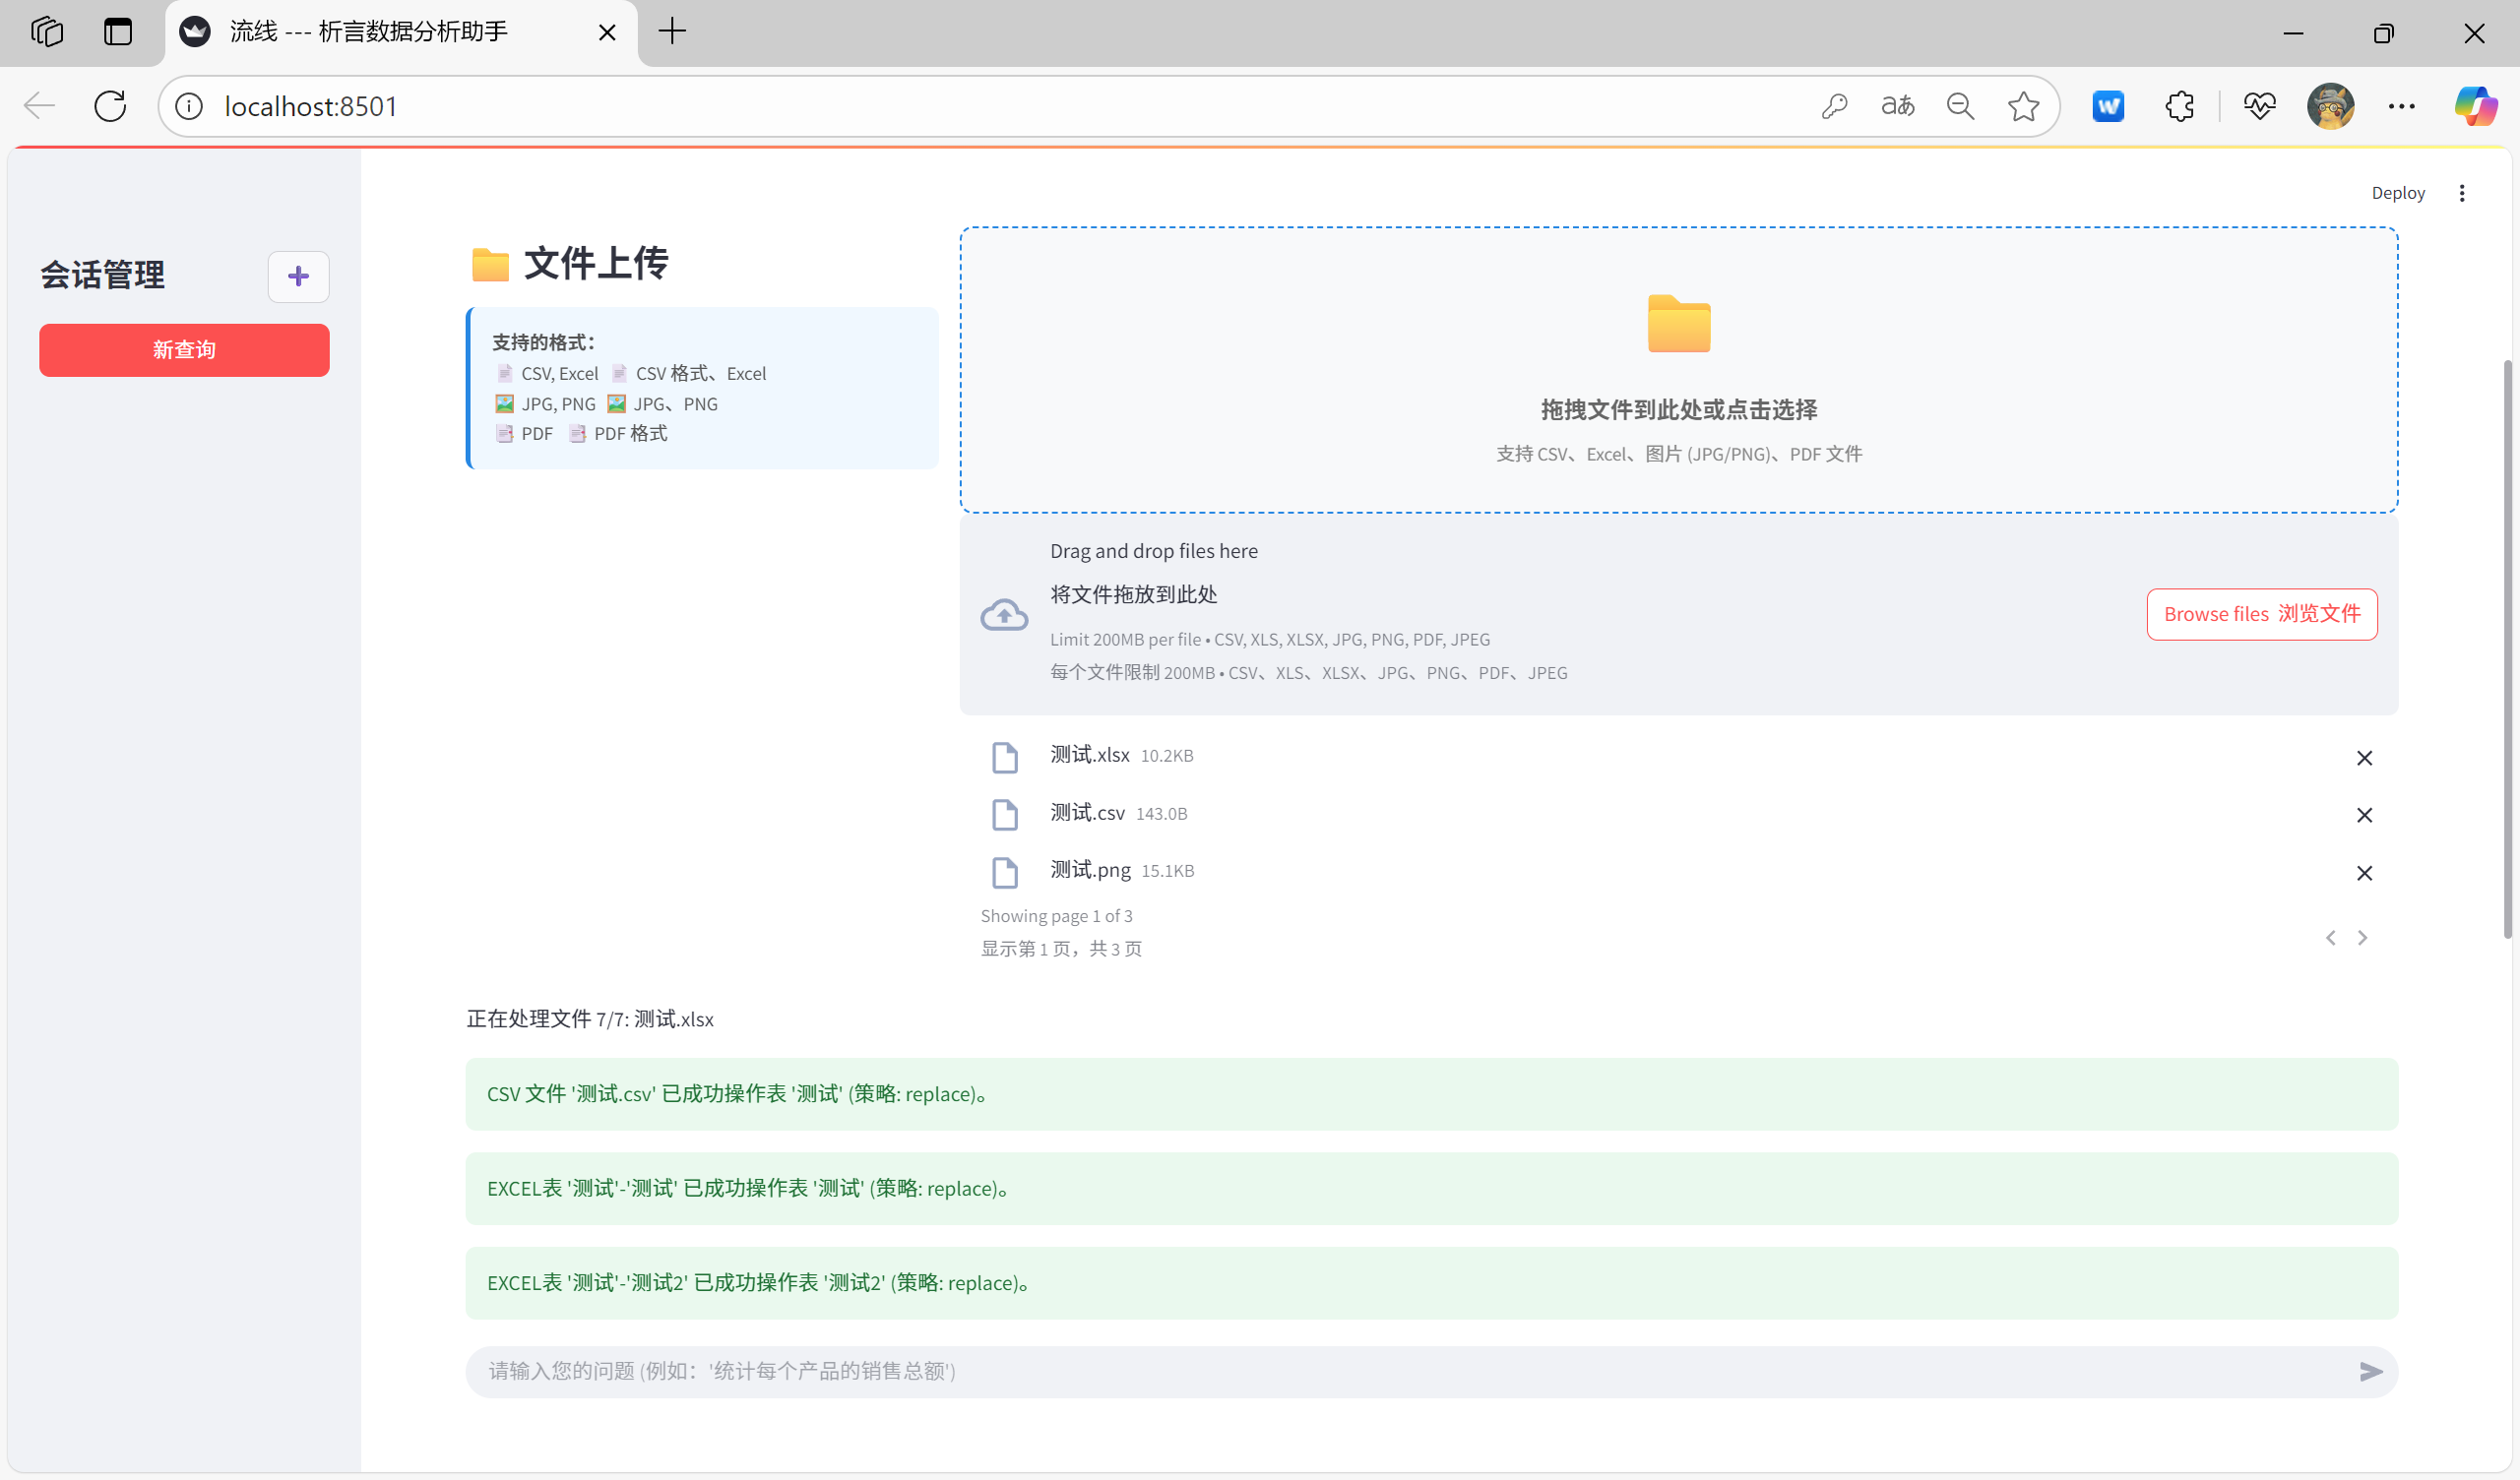 流线 --- 析言数据分析助手
localhost:8501
aあ
Deploy
会话管理
新查询
文件上传
支持的格式：
CSV, Excel CSV 格式、Excel
JPG, PNG JPG、PNG
PDF PDF 格式
拖拽文件到此处或点击选择
支持 CSV、Excel、图片 (JPG/PNG)、PDF 文件
Drag and drop files here
将文件拖放到此处
Limit 200MB per file • CSV, XLS, XLSX, JPG, PNG, PDF, JPEG
每个文件限制 200MB • CSV、XLS、XLSX、JPG、PNG、PDF、JPEG
Browse files 浏览文件
测试.xlsx 10.2KB
测试.csv 143.0B
测试.png 15.1KB
Showing page 1 of 3
显示第 1 页，共 3 页
正在处理文件 7/7: 测试.xlsx
CSV 文件 '测试.csv' 已成功操作表 '测试' (策略: replace)。
EXCEL表 '测试'-'测试' 已成功操作表 '测试' (策略: replace)。
EXCEL表 '测试'-'测试2' 已成功操作表 '测试2' (策略: replace)。
请输入您的问题 (例如：'统计每个产品的销售总额')